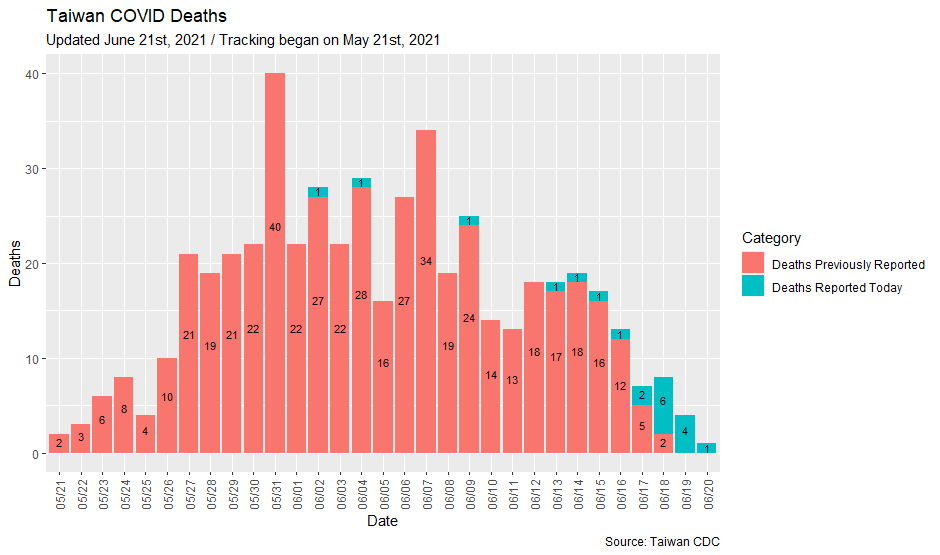 Taiwan COVID Deaths
Updated June 21st, 2021 / Tracking began on May 21st, 2021
Deaths
40
30
20
10
0
2 3 6 8 4 10 21 19 21 22 40 22 27 1 22 28 1 16 27 34 19 24 1 14 13 18 17 1 18 1 16 1 12 1 5 2 2 6 4 1
05/21 05/22 05/23 05/24 05/25 05/26 05/27 05/28 05/29 05/30 05/31 06/01 06/02 06/03 06/04 06/05 06/06 06/07 06/08 06/09 06/10 06/11 06/12 06/13 06/14 06/15 06/16 06/17 06/18 06/19 06/20
Date
Category
Deaths Previously Reported
Deaths Reported Today
Source: Taiwan CDC